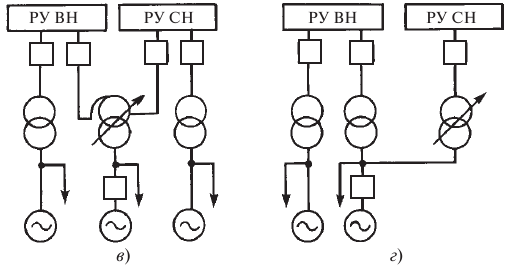 РУ ВН РУ СН РУ ВН РУ СН
в) г)